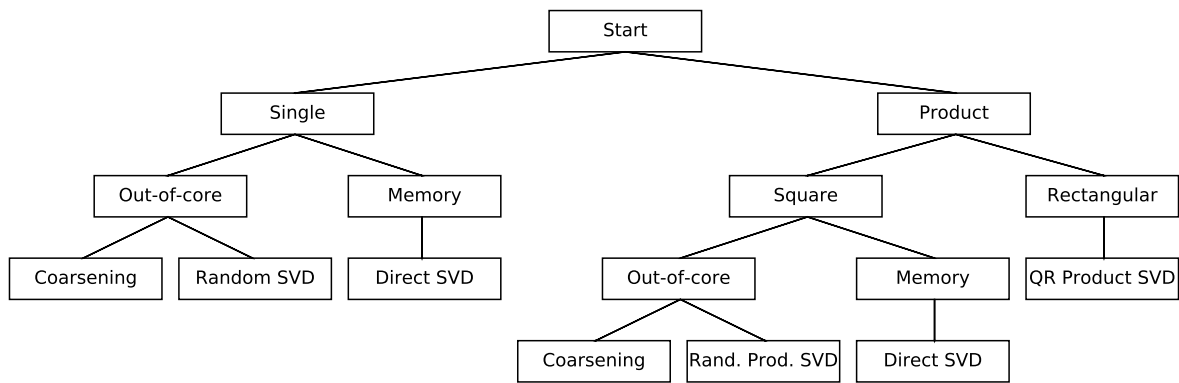 Start
Single
Product
Out-of-core
Memory
Square
Rectangular
Coarsening
Random SVD
Direct SVD
Out-of-core
Memory
QR Product SVD
Coarsening
Rand. Prod. SVD
Direct SVD